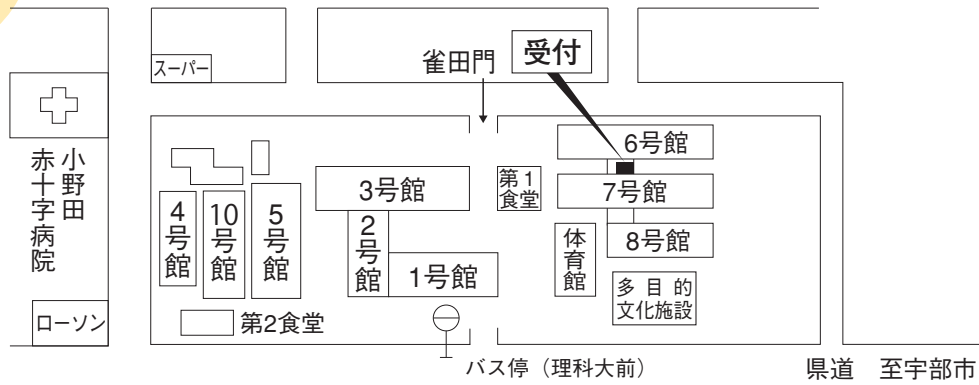 スーパー
雀田門
受付
小野田
赤十字病院
ローソン
4号館
10号館
5号館
3号館
2号館
1号館
第2食堂
第1
食堂
6号館
7号館
8号館
体育館
多目的
文化施設
バス停（理科大前）
県道　至宇部市